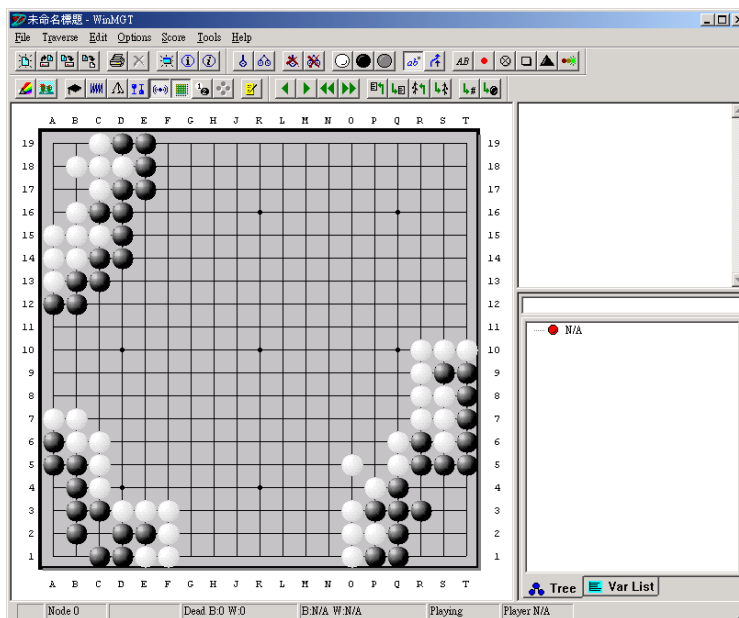 未命名標題 - WinMGT
File Traverse Edit Options Score Tools Help
ab° AB
A B C D E F G H J K L M N O P Q R S T
19 19
18 18
17 17
16 16
15 15
14 14
13 13
12 12
11 11
10 10
9 9
8 8
7 7
6 6
5 5
4 4
3 3
2 2
1 1
A B C D E F G H J K L M N O P Q R S T
N/A
Tree Var List
Node 0 Dead B:0 W:0 B:N/A W:N/A Playing Player N/A